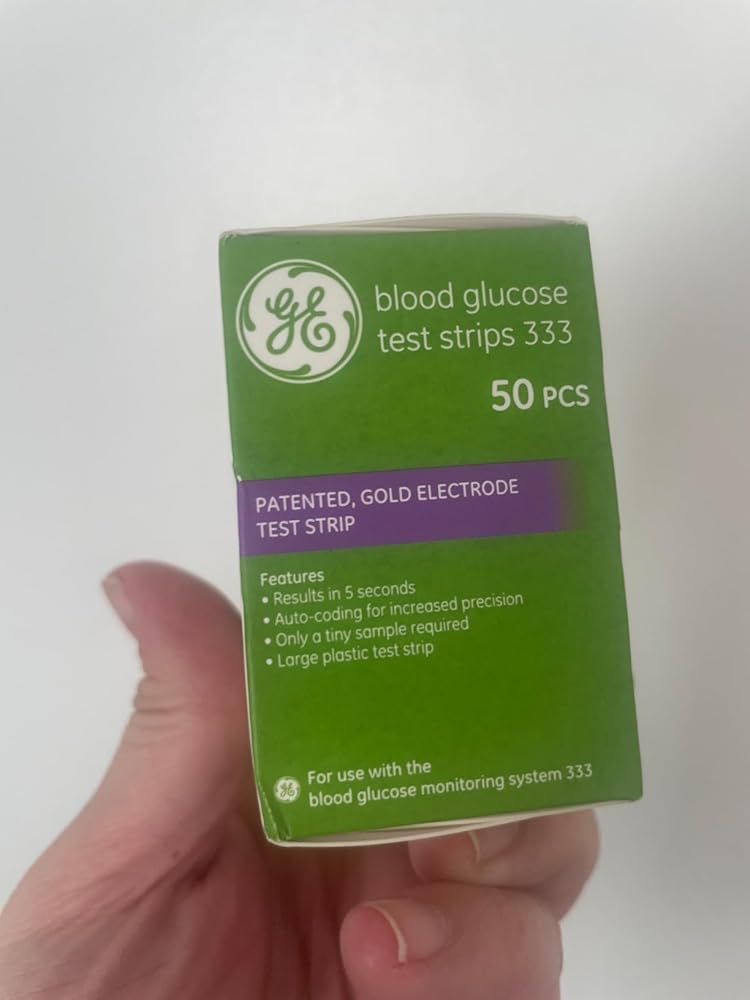 GE
blood glucose
test strips 333
50 PCS
PATENTED, GOLD ELECTRODE
TEST STRIP
Features
• Results in 5 seconds
• Auto-coding for increased precision
• Only a tiny sample required
• Large plastic test strip
GE
For use with the
blood glucose monitoring system 333